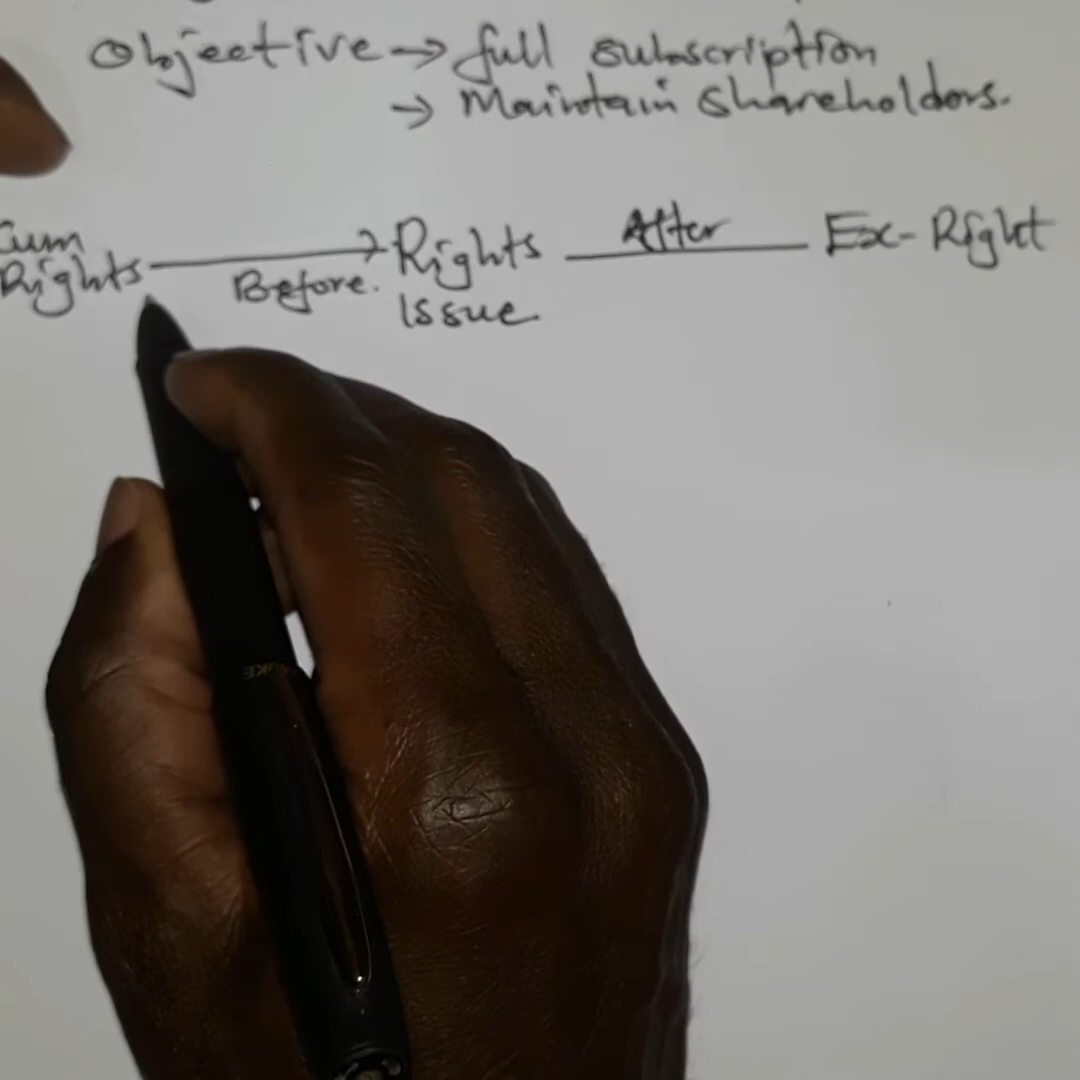 Objective → full subscription
→ Maintain Shareholders.
Cum Rights → Before. Rights Issue After Ex-Right